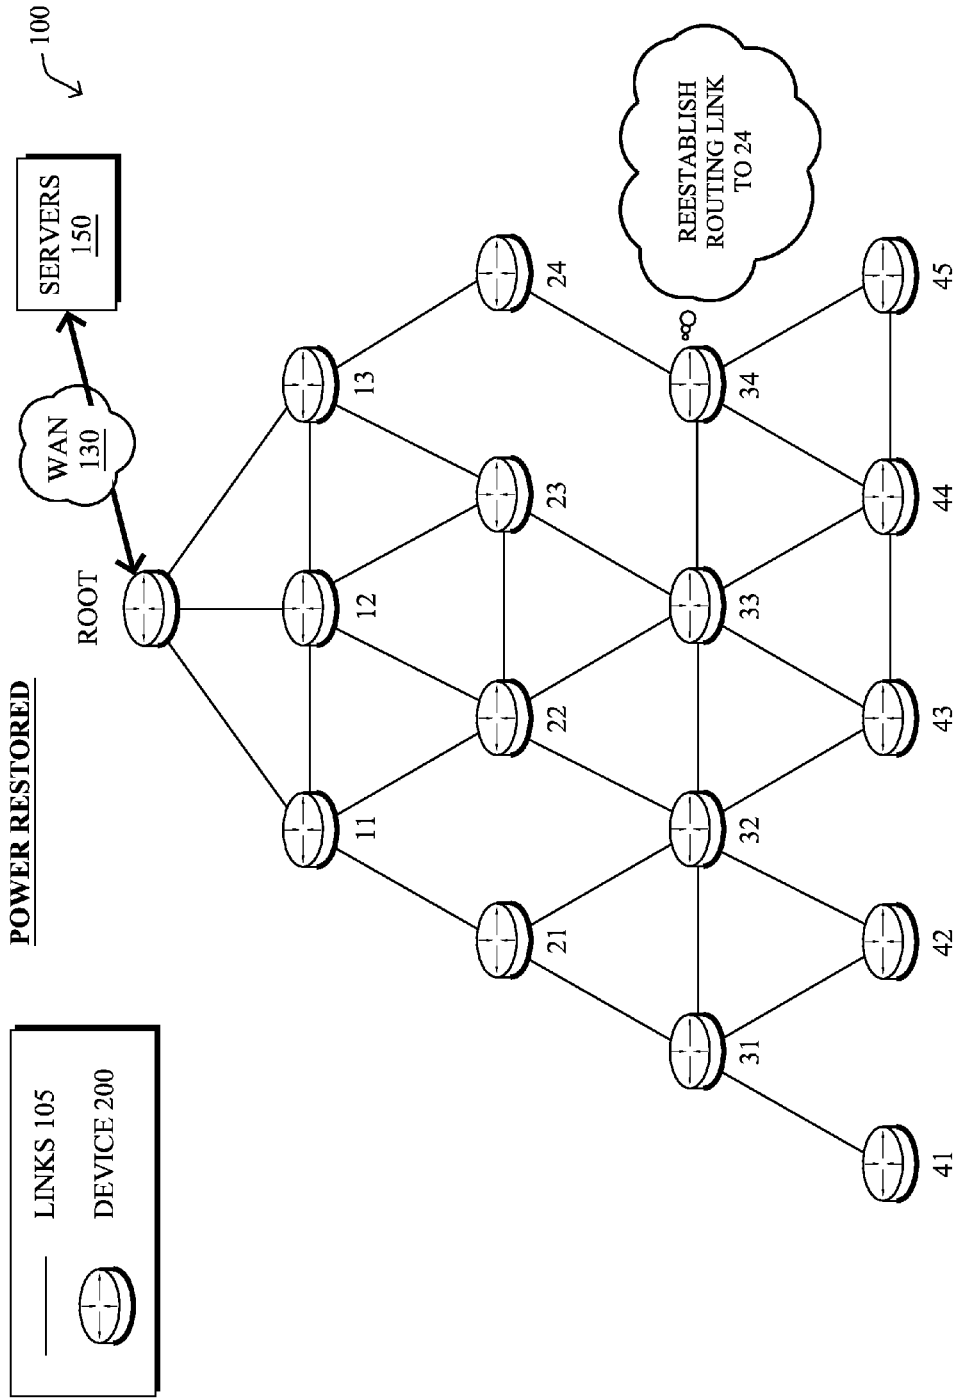 POWER RESTORED
100
LINKS 105
DEVICE 200
ROOT
WAN
130
SERVERS
150
11
12
13
21
22
23
24
31
32
33
34
REESTABLISH
ROUTING LINK
TO 24
41
42
43
44
45